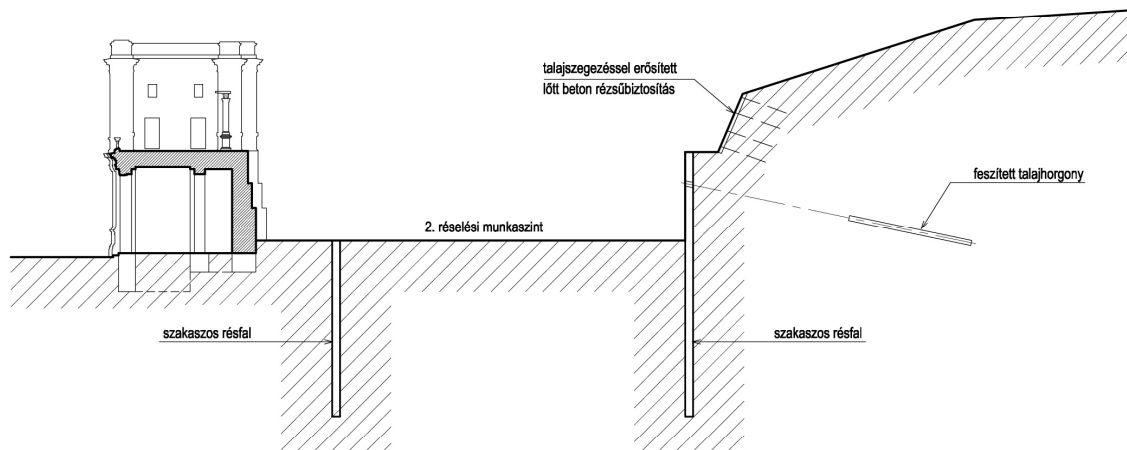 talajszegezéssel erősített
lőtt beton rézsűbiztosítás
feszített talajhorgony
2. réselési munkaszint
szakaszos résfal
szakaszos résfal